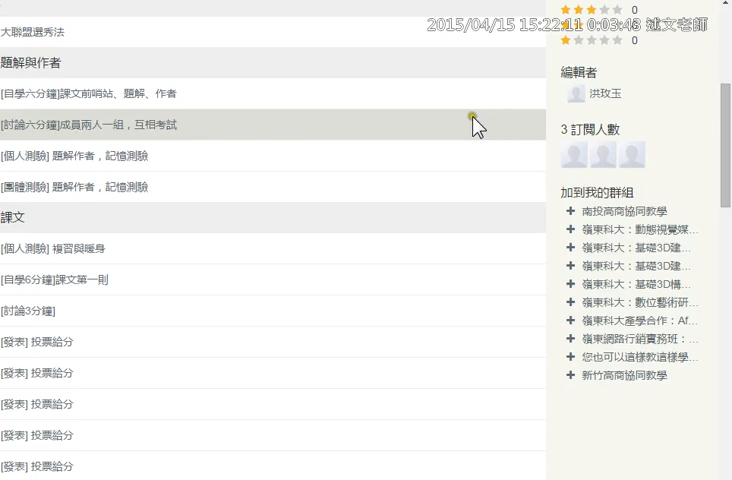 大聯盟選秀法
題解與作者
[自學六分鐘]課文前哨站、題解、作者
[討論六分鐘]成員兩人一組，互相考試
[個人測驗] 題解作者，記憶測驗
[團體測驗] 題解作者，記憶測驗
課文
[個人測驗] 複習與暖身
[自學6分鐘]課文第一則
[討論3分鐘]
[發表] 投票給分
[發表] 投票給分
[發表] 投票給分
[發表] 投票給分
[發表] 投票給分
0
2015/04/15 15:22:11 0:03:48 述文老師
0
編輯者
洪玫玉
3 訂閱人數
加到我的群組
南投高商協同教學
嶺東科大：動態視覺媒...
嶺東科大：基礎3D建...
嶺東科大：基礎3D建...
嶺東科大：基礎3D構...
嶺東科大：數位藝術研...
嶺東科大產學合作：Af...
嶺東網路行銷實務班：...
您也可以這樣教這樣學...
新竹高商協同教學